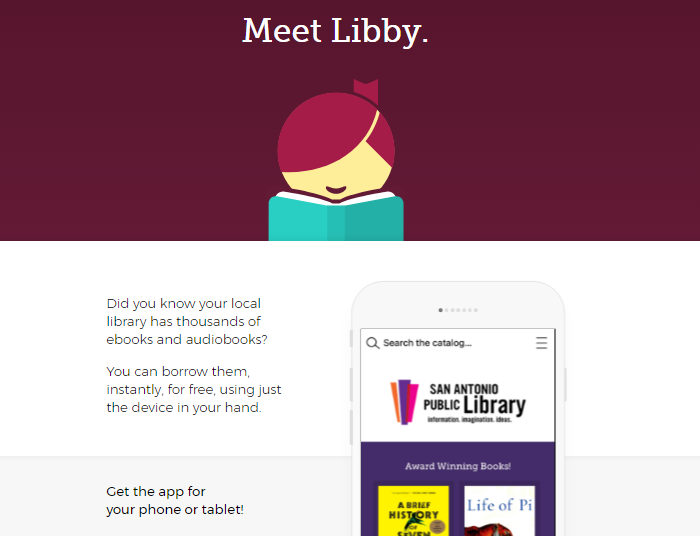 Meet Libby.
Did you know your local
library has thousands of
ebooks and audiobooks?
You can borrow them,
instantly, for free, using just
the device in your hand.
Get the app for
your phone or tablet!
Search the catalog...
SAN ANTONIO
PUBLIC Library
information. imagination. ideas.
Award Winning Books!
A BRIEF
HISTORY
OF SEVEN
Life of Pi